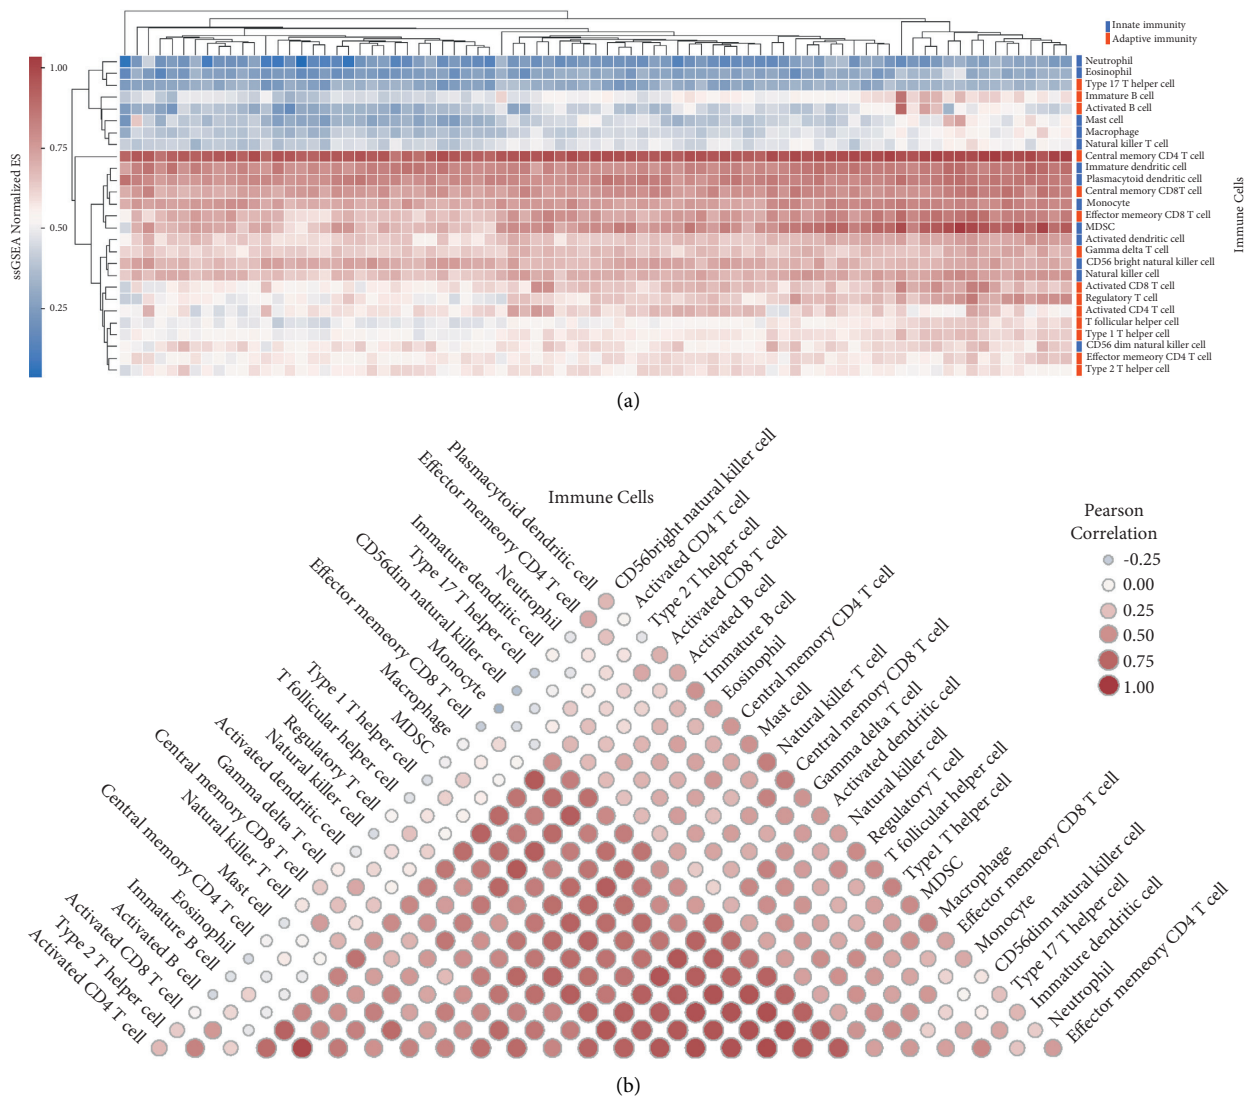 Innate immunity
Adaptive immunity
ssGSEA Normalized ES
1.00
0.75
0.50
0.25
Neutrophil
Eosinophil
Type 17 T helper cell
Immature B cell
Activated B cell
Mast cell
Macrophage
Natural killer T cell
Central memory CD4 T cell
Immature dendritic cell
Plasmacytoid dendritic cell
Central memory CD8T cell
Monocyte
Effector memeory CD8 T cell
MDSC
Activated dendritic cell
Gamma delta T cell
CD56 bright natural killer cell
Natural killer cell
Activated CD8 T cell
Regulatory T cell
Activated CD4 T cell
T follicular helper cell
Type 1 T helper cell
CD56 dim natural killer cell
Effector memeory CD4 T cell
Type 2 T helper cell
Immune Cells
(a)
Immune Cells
Plasmacytoid dendritic cell
Effector memeory CD4 T cell
Neutrophil
Immature dendritic cell
Type 17 T helper cell
CD56dim natural killer cell
Monocyte
Effector memeory CD8 T cell
Macrophage
MDSC
Type 1 T helper cell
T follicular helper cell
Regulatory T cell
Natural killer cell
Activated dendritic cell
Gamma delta T cell
Central memory CD8 T cell
Natural killer T cell
Mast cell
Central memory CD4 T cell
Eosinophil
Immature B cell
Activated B cell
Activated CD8 T cell
Type 2 T helper cell
Activated CD4 T cell
CD56bright natural killer cell
Activated CD4 T cell
Type 2 T helper cell
Activated CD8 T cell
Activated B cell
Immature B cell
Eosinophil
Central memory CD4 T cell
Mast cell
Natural killer T cell
Central memory CD8 T cell
Gamma delta T cell
Activated dendritic cell
Natural killer cell
Regulatory T cell
T follicular helper cell
Type1 T helper cell
MDSC
Macrophage
Effector memeory CD8 T cell
Monocyte
CD56dim natural killer cell
Type 17 T helper cell
Immature dendritic cell
Neutrophil
Effector memeory CD4 T cell
Pearson
Correlation
-0.25
0.00
0.25
0.50
0.75
1.00
(b)